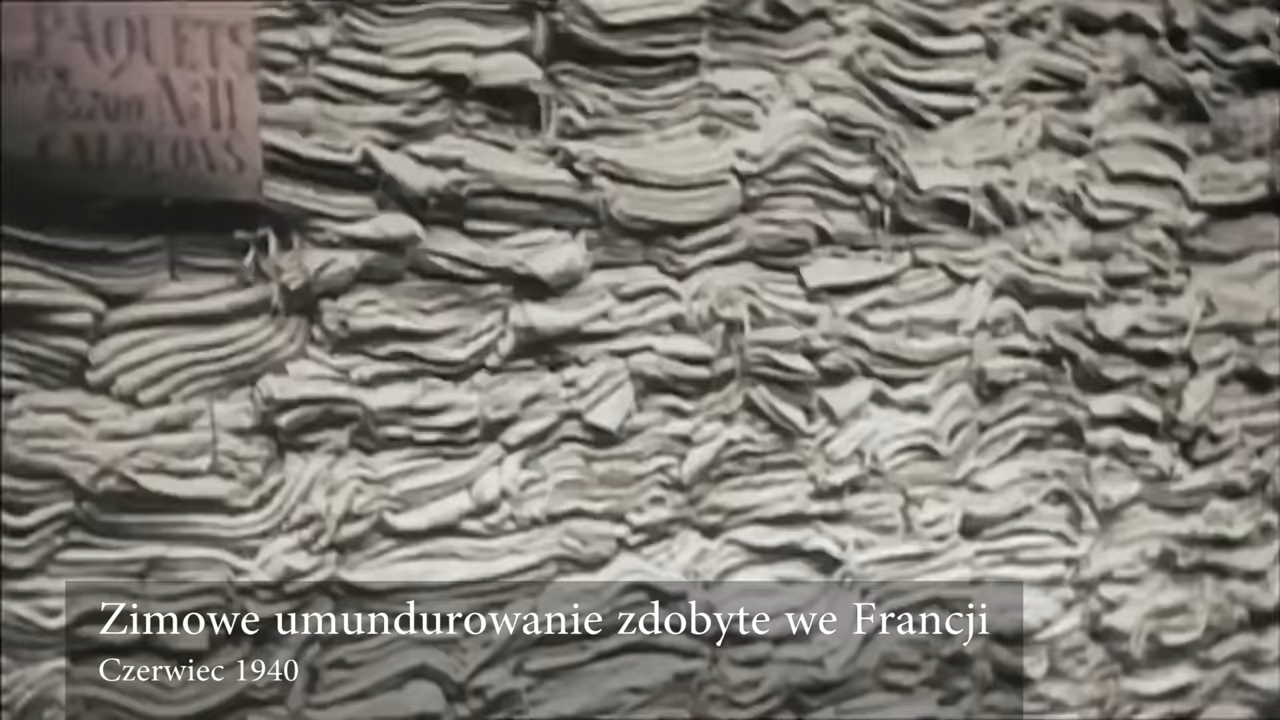 PAQUETS
CALEÇONS
Zimowe umundurowanie zdobyte we Francji
Czerwiec 1940